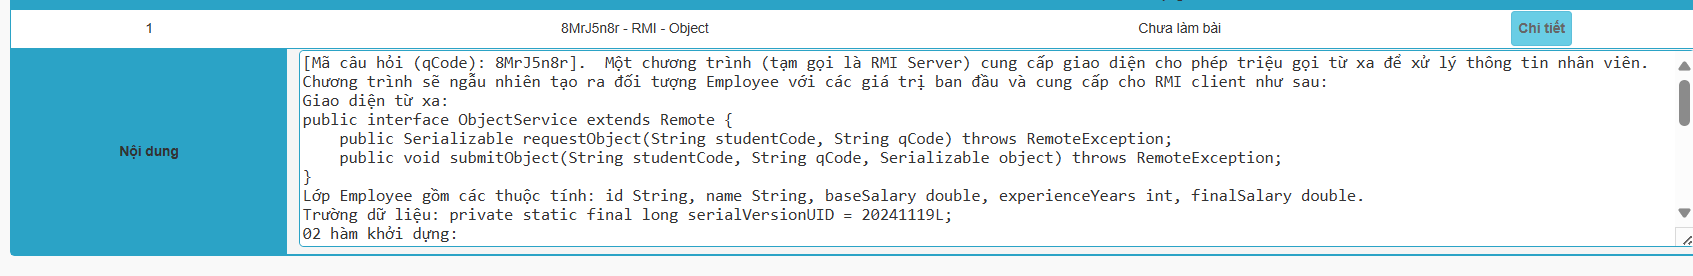 1 8MrJ5n8r - RMI - Object Chưa làm bài Chi tiết
Nội dung
[Mã câu hỏi (qCode): 8MrJ5n8r].  Một chương trình (tạm gọi là RMI Server) cung cấp giao diện cho phép triệu gọi từ xa để xử lý thông tin nhân viên.
Chương trình sẽ ngẫu nhiên tạo ra đối tượng Employee với các giá trị ban đầu và cung cấp cho RMI client như sau:
Giao diện từ xa:
public interface ObjectService extends Remote {
    public Serializable requestObject(String studentCode, String qCode) throws RemoteException;
    public void submitObject(String studentCode, String qCode, Serializable object) throws RemoteException;
}
Lớp Employee gồm các thuộc tính: id String, name String, baseSalary double, experienceYears int, finalSalary double.
Trường dữ liệu: private static final long serialVersionUID = 20241119L;
02 hàm khởi dựng: